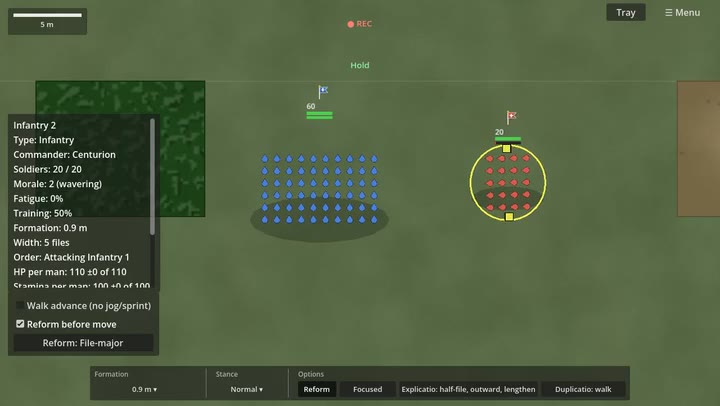 5 m
REC
Tray
☰ Menu
Hold
60
20
Infantry 2
Type: Infantry
Commander: Centurion
Soldiers: 20 / 20
Morale: 2 (wavering)
Fatigue: 0%
Training: 50%
Formation: 0.9 m
Width: 5 files
Order: Attacking Infantry 1
HP per man: 110 ±0 of 110
Stamina per man: 100 ±0 of 100
Walk advance (no jog/sprint)
Reform before move
Reform: File-major
Formation
Stance
Options
0.9 m ▾
Normal ▾
Reform
Focused
Explicatio: half-file, outward, lengthen
Duplicatio: walk